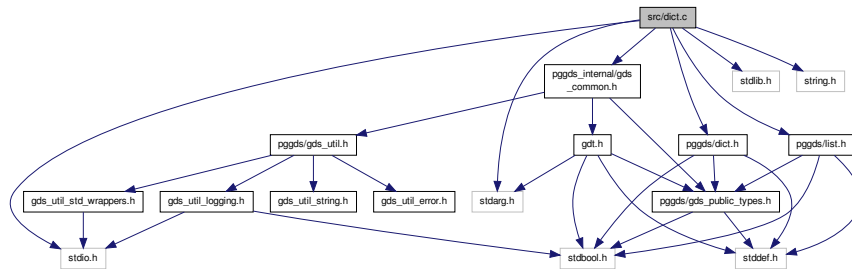 src/dict.c
pggds_internal/gds
_common.h
stdlib.h
string.h
pggds/gds_util.h
gdt.h
pggds/dict.h
pggds/list.h
gds_util_std_wrappers.h
gds_util_logging.h
gds_util_string.h
gds_util_error.h
stdarg.h
pggds/gds_public_types.h
stdio.h
stdbool.h
stddef.h